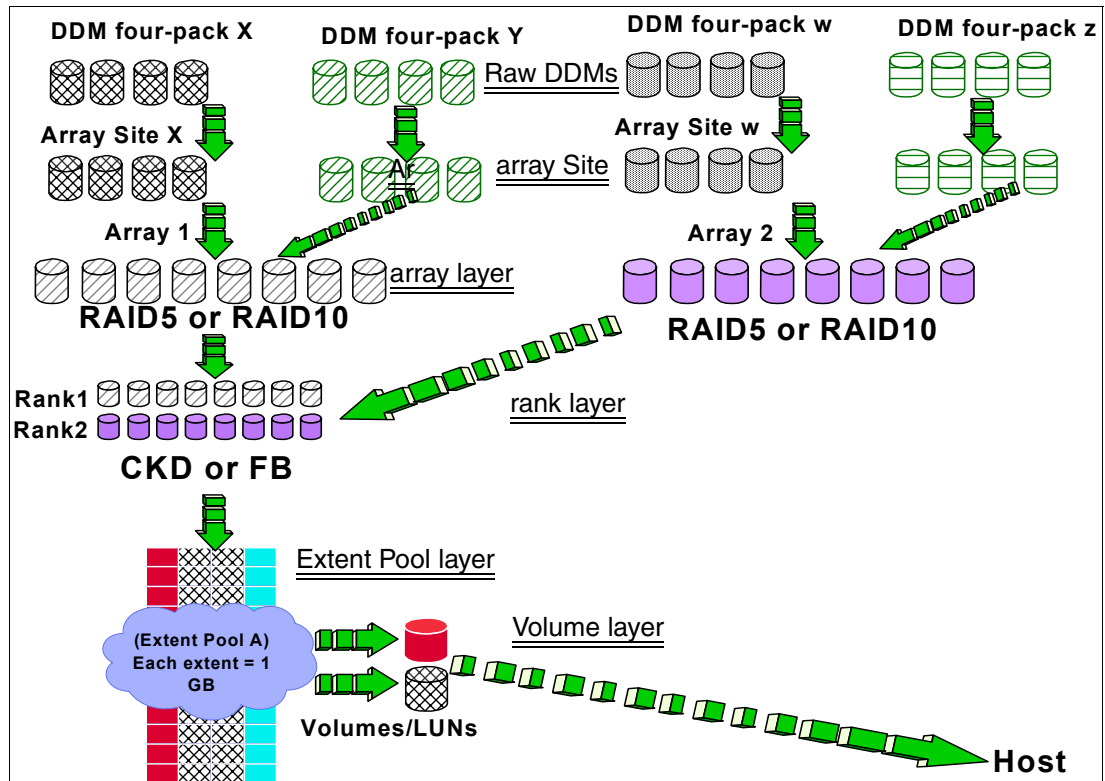 DDM four-pack X
DDM four-pack Y
DDM four-pack w
DDM four-pack z
Raw DDMs
Array Site X
Array Site w
Ar
array Site
Array 1
Array 2
array layer
RAID5 or RAID10
RAID5 or RAID10
Rank1
Rank2
rank layer
CKD or FB
Extent Pool layer
(Extent Pool A)
Each extent = 1
GB
Volume layer
Volumes/LUNs
Host